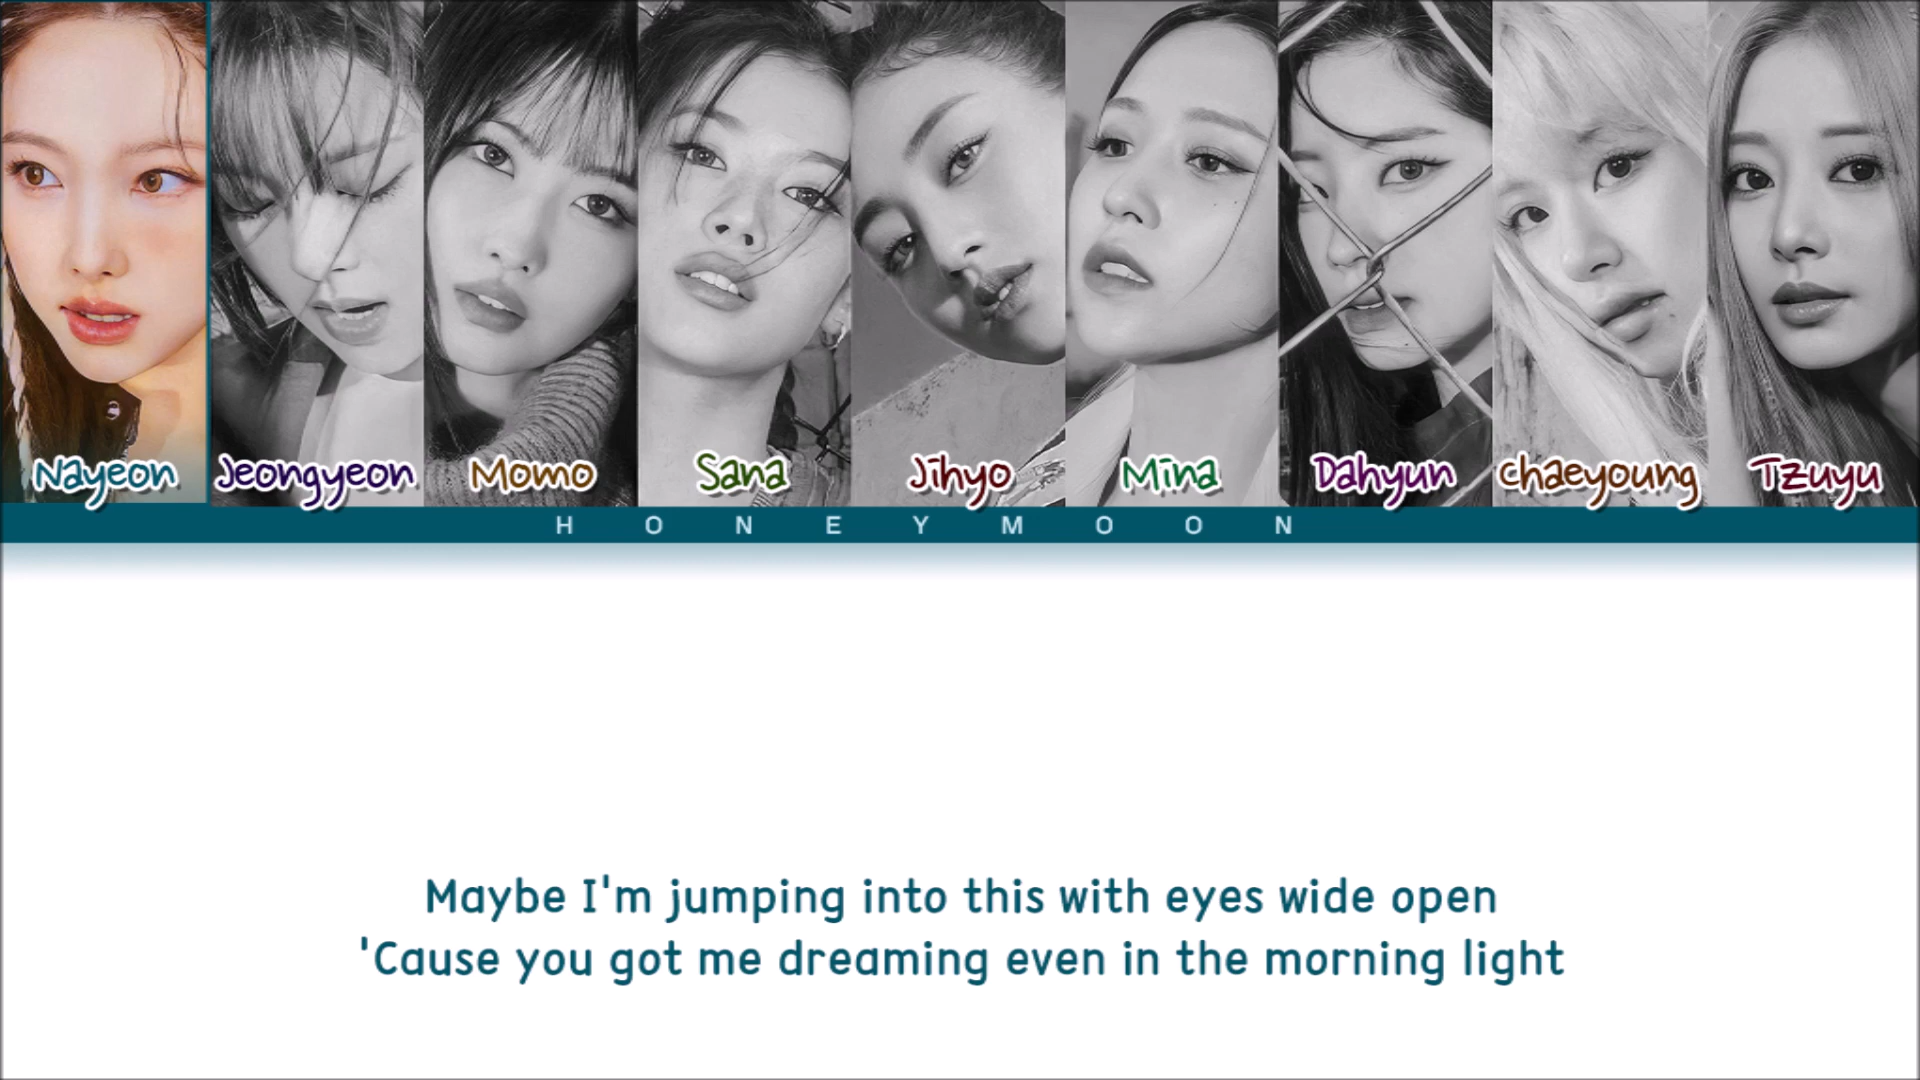 Nayeon Jeongyeon Momo Sana Jihyo Mina Dahyun chaeyoung Tzuyu
HONEYMOON
Maybe I'm jumping into this with eyes wide open
'Cause you got me dreaming even in the morning light